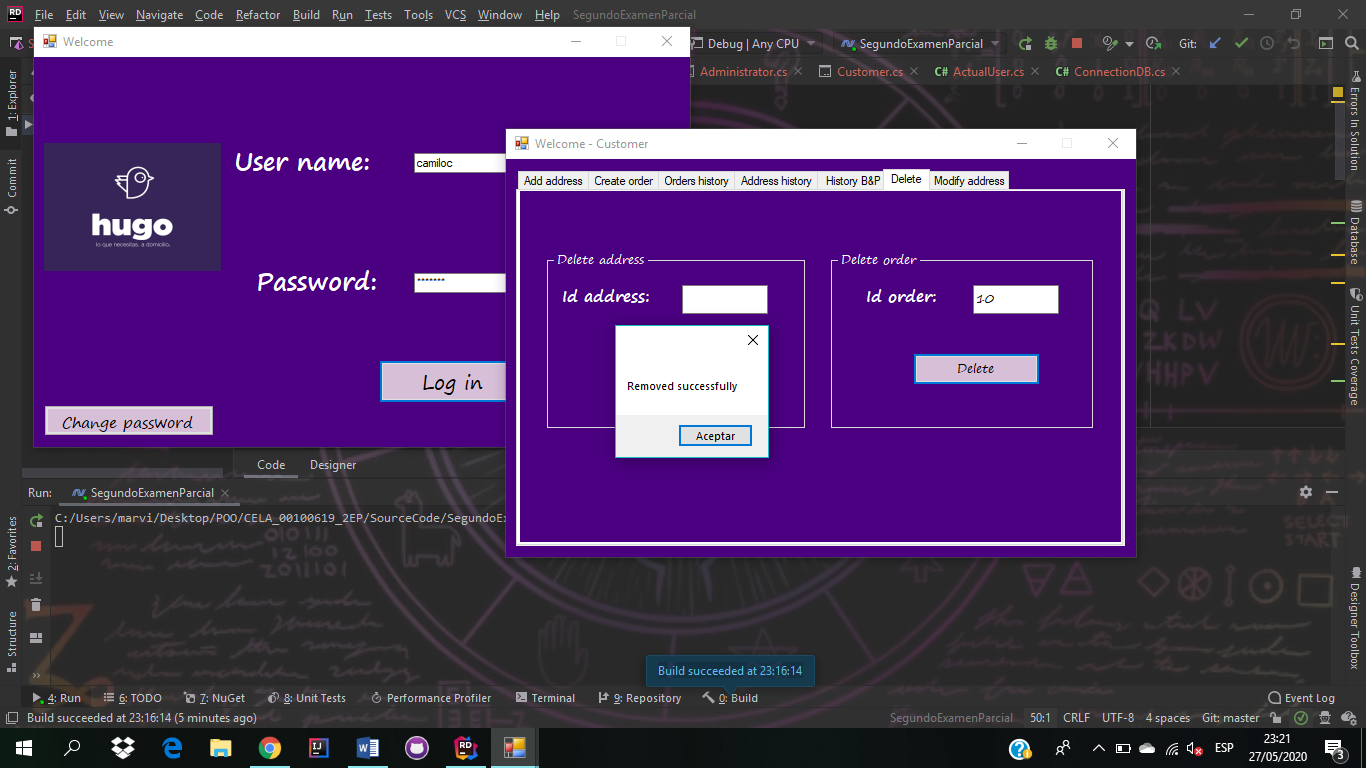 File Edit View Navigate Code Refactor Build Run Tests Tools VCS Window Help SegundoExamenParcial
Welcome
Debug | Any CPU SegundoExamenParcial Git:
Administrator.cs Customer.cs C# ActualUser.cs C# ConnectionDB.cs
1: Explorer
Commit
2: Favorites
Structure
Errors In Solution
Database
Unit Tests Coverage
Designer Toolbox
User name: camiloc
hugo
lo que necesitas, a domicilio.
Password: *******
Log in
Change password
Welcome - Customer
Add address Create order Orders history Address history History B&P Delete Modify address
Delete address
Id address:
Delete order
Id order: 10
Delete
Removed successfully
Aceptar
Code Designer
Run: SegundoExamenParcial
C:/Users/marvi/Desktop/POO/CELA_00100619_2EP/SourceCode/SegundoEx
SELECT
START
Build succeeded at 23:16:14
4: Run 6: TODO 7: NuGet 8: Unit Tests Performance Profiler Terminal 9: Repository 0: Build Event Log
Build succeeded at 23:16:14 (5 minutes ago) SegundoExamenParcial 50:1 CRLF UTF-8 4 spaces Git: master
ESP
23:21
27/05/2020
3